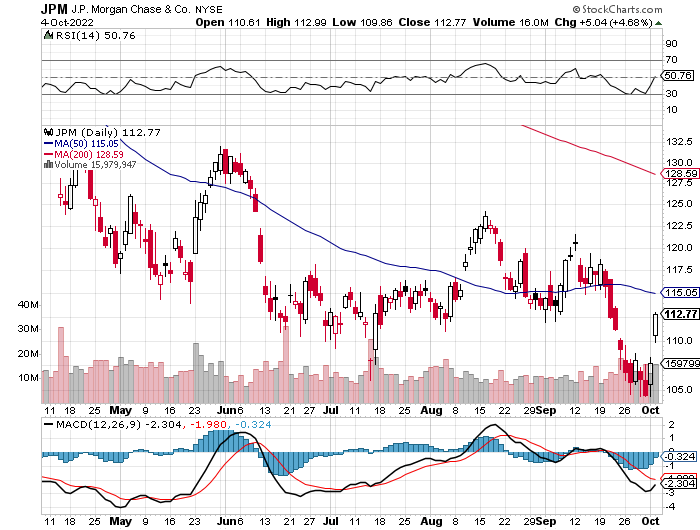 JPM J.P. Morgan Chase & Co. NYSE © StockCharts.com
4-Oct-2022 Open 110.61 High 112.99 Low 109.86 Close 112.77 Volume 16.0M Chg +5.04 (+4.68%)
RSI(14) 50.76
90
70
50.76
30
10
JPM (Daily) 112.77
MA(50) 115.05
MA(200) 128.59
Volume 15,979,947
132.5
130.0
128.59
127.5
125.0
122.5
120.0
117.5
115.05
112.77
110.0
159799
105.0
40M
30M
20M
10M
11 18 25 May 9 16 23 Jun 13 21 27 Jul 11 18 25 Aug 8 15 22 29 Sep 12 19 26 Oct
MACD(12,26,9) -2.304, -1.980, -0.324
2
1
0
-0.324
-1
-2.304
-3
-4
11 18 25 May 9 16 23 Jun 13 21 27 Jul 11 18 25 Aug 8 15 22 29 Sep 12 19 26 Oct